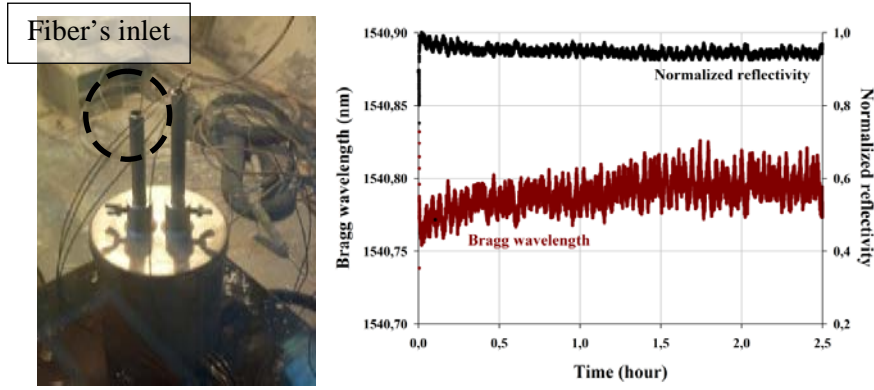 Fiber's inlet
Bragg wavelength (nm)
1540,90
1540,85
1540,80
1540,75
1540,70
Normalized reflectivity
Bragg wavelength
1,0
0,8
0,6
0,4
0,2
Normalized
reflectivity
0,0
0,5
1,0
1,5
2,0
2,5
Time (hour)